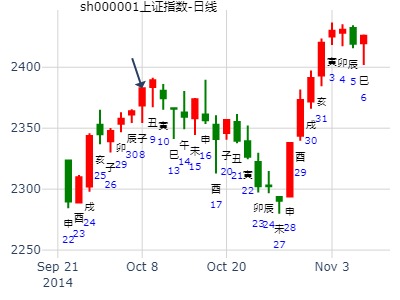 sh000001上证指数-日线
2400
2350
2300
2250
申
22
酉
23
戌
24
亥
25
子
26
卯
29
辰
30
子
8
丑
9
寅
10
巳
13
午
14
未
15
申
16
酉
17
子
20
丑
21
寅
22
卯
23
辰
24
未
27
申
28
酉
29
戌
30
亥
31
寅
3
卯
4
辰
5
巳
6
Sep 21
2014
Oct 8
Oct 20
Nov 3